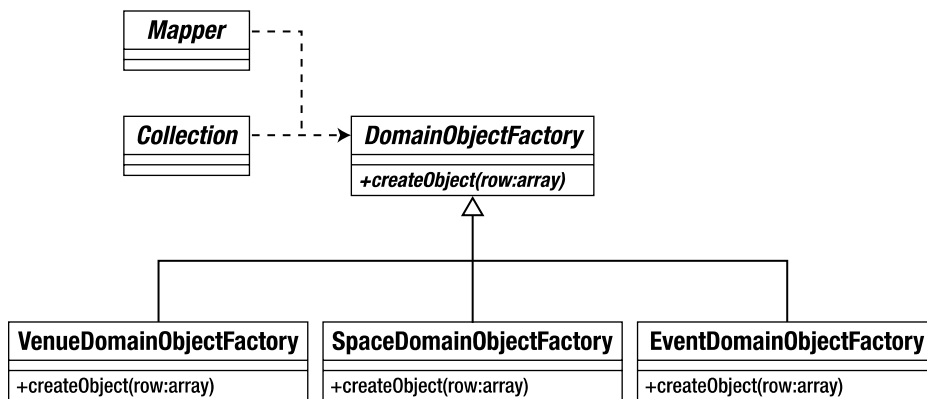 Mapper
Collection
DomainObjectFactory
+createObject(row:array)
VenueDomainObjectFactory
+createObject(row:array)
SpaceDomainObjectFactory
+createObject(row:array)
EventDomainObjectFactory
+createObject(row:array)